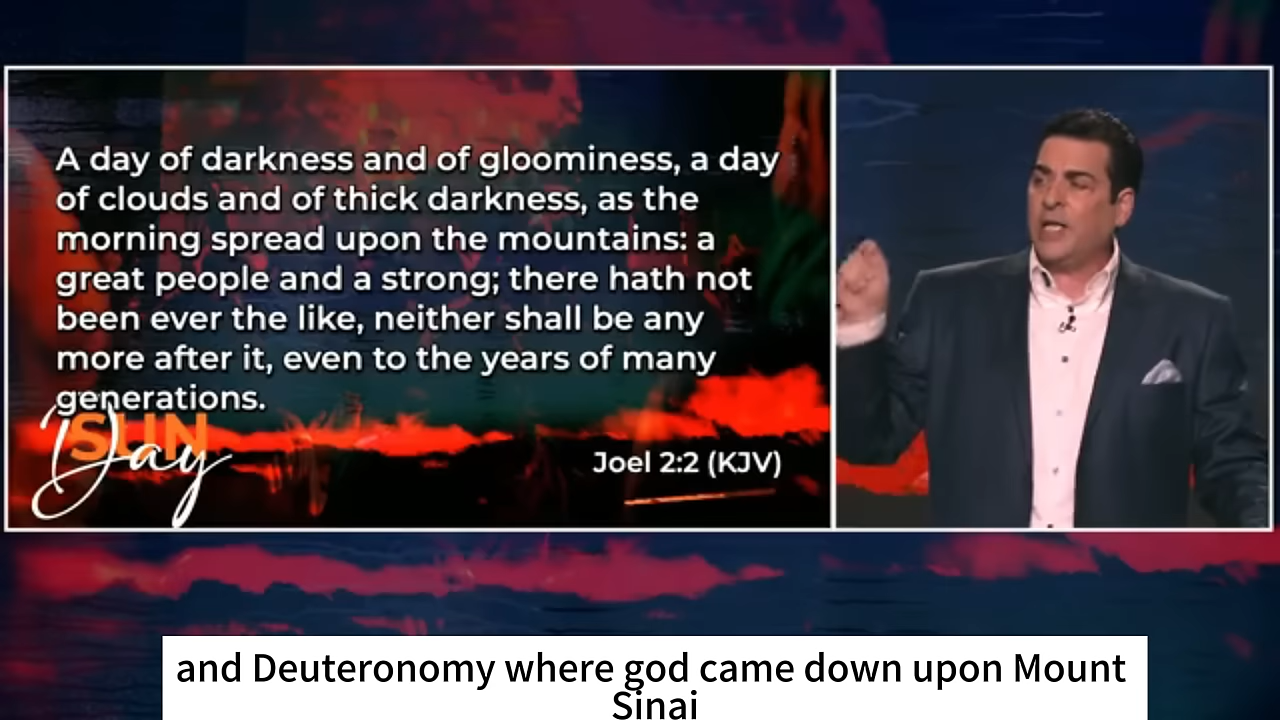 A day of darkness and of gloominess, a day
of clouds and of thick darkness, as the
morning spread upon the mountains: a
great people and a strong; there hath not
been ever the like, neither shall be any
more after it, even to the years of many
generations.
SUN
Day
Joel 2:2 (KJV)
and Deuteronomy where god came down upon Mount
Sinai